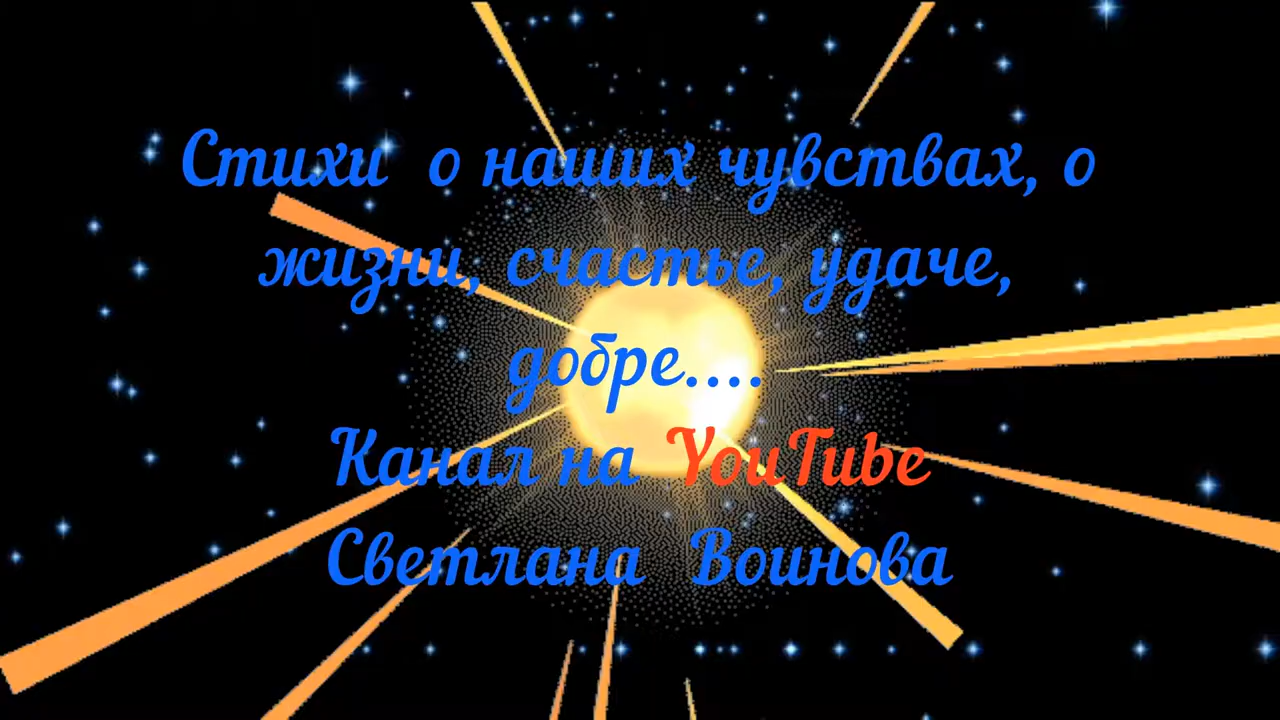 Стихи о наших чувствах, о
жизни, счастье, удаче,
добре....
Канал на YouTube
Светлана Воинова